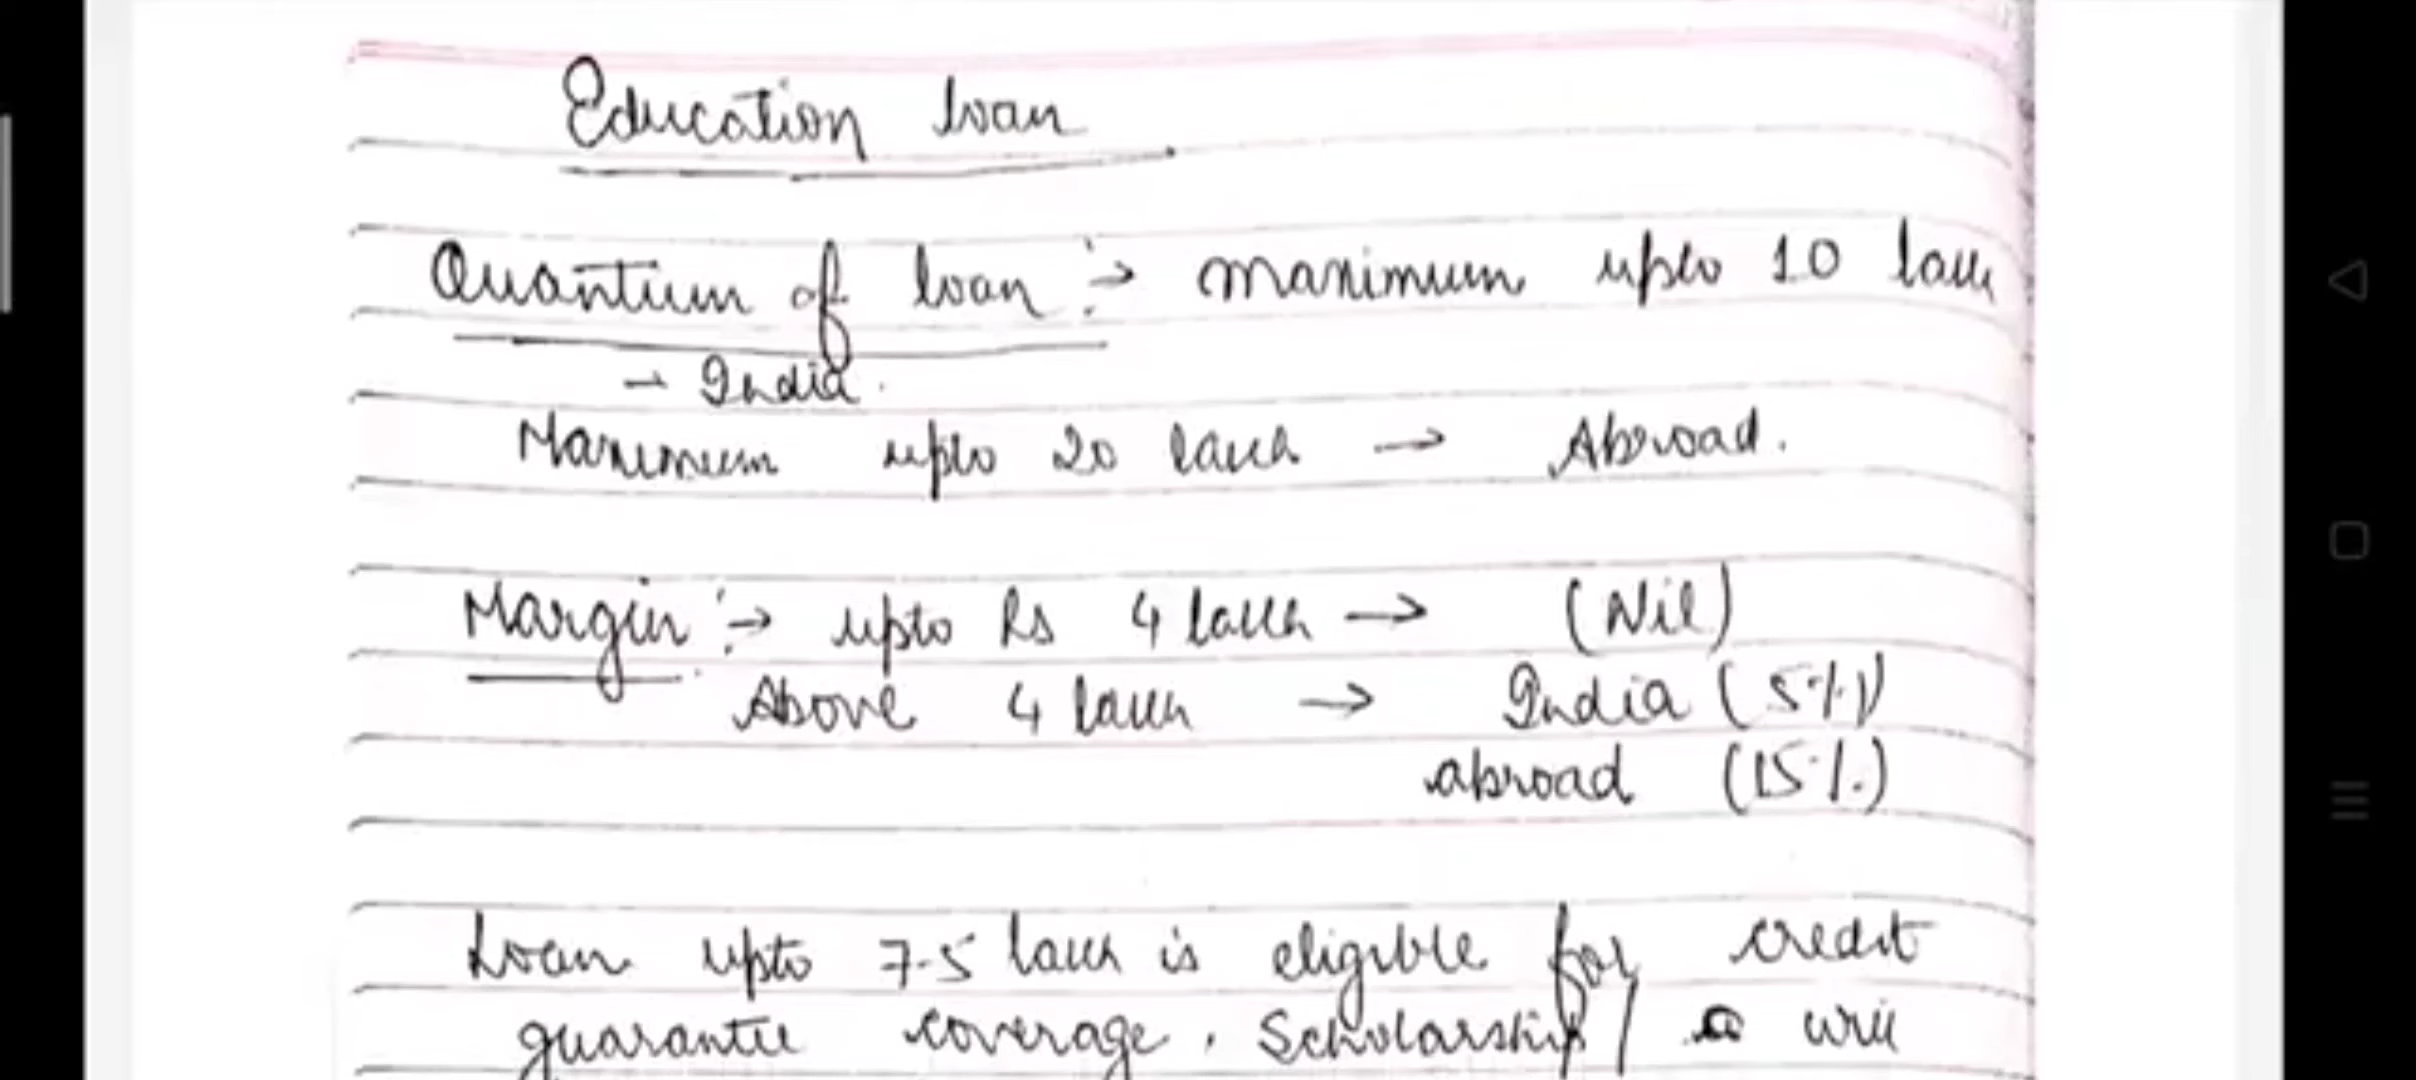 Education loan
Quantum of loan :→ maximum upto 10 lakh
→ India.
Maximum upto 20 lakh → Abroad.
Margin :→ upto Rs 4 lakh → (Nil)
Above 4 lakh → India (5%)
abroad (15%)
Loan upto 7.5 lakh is eligible for credit
guarantee coverage. Scholarship/ will